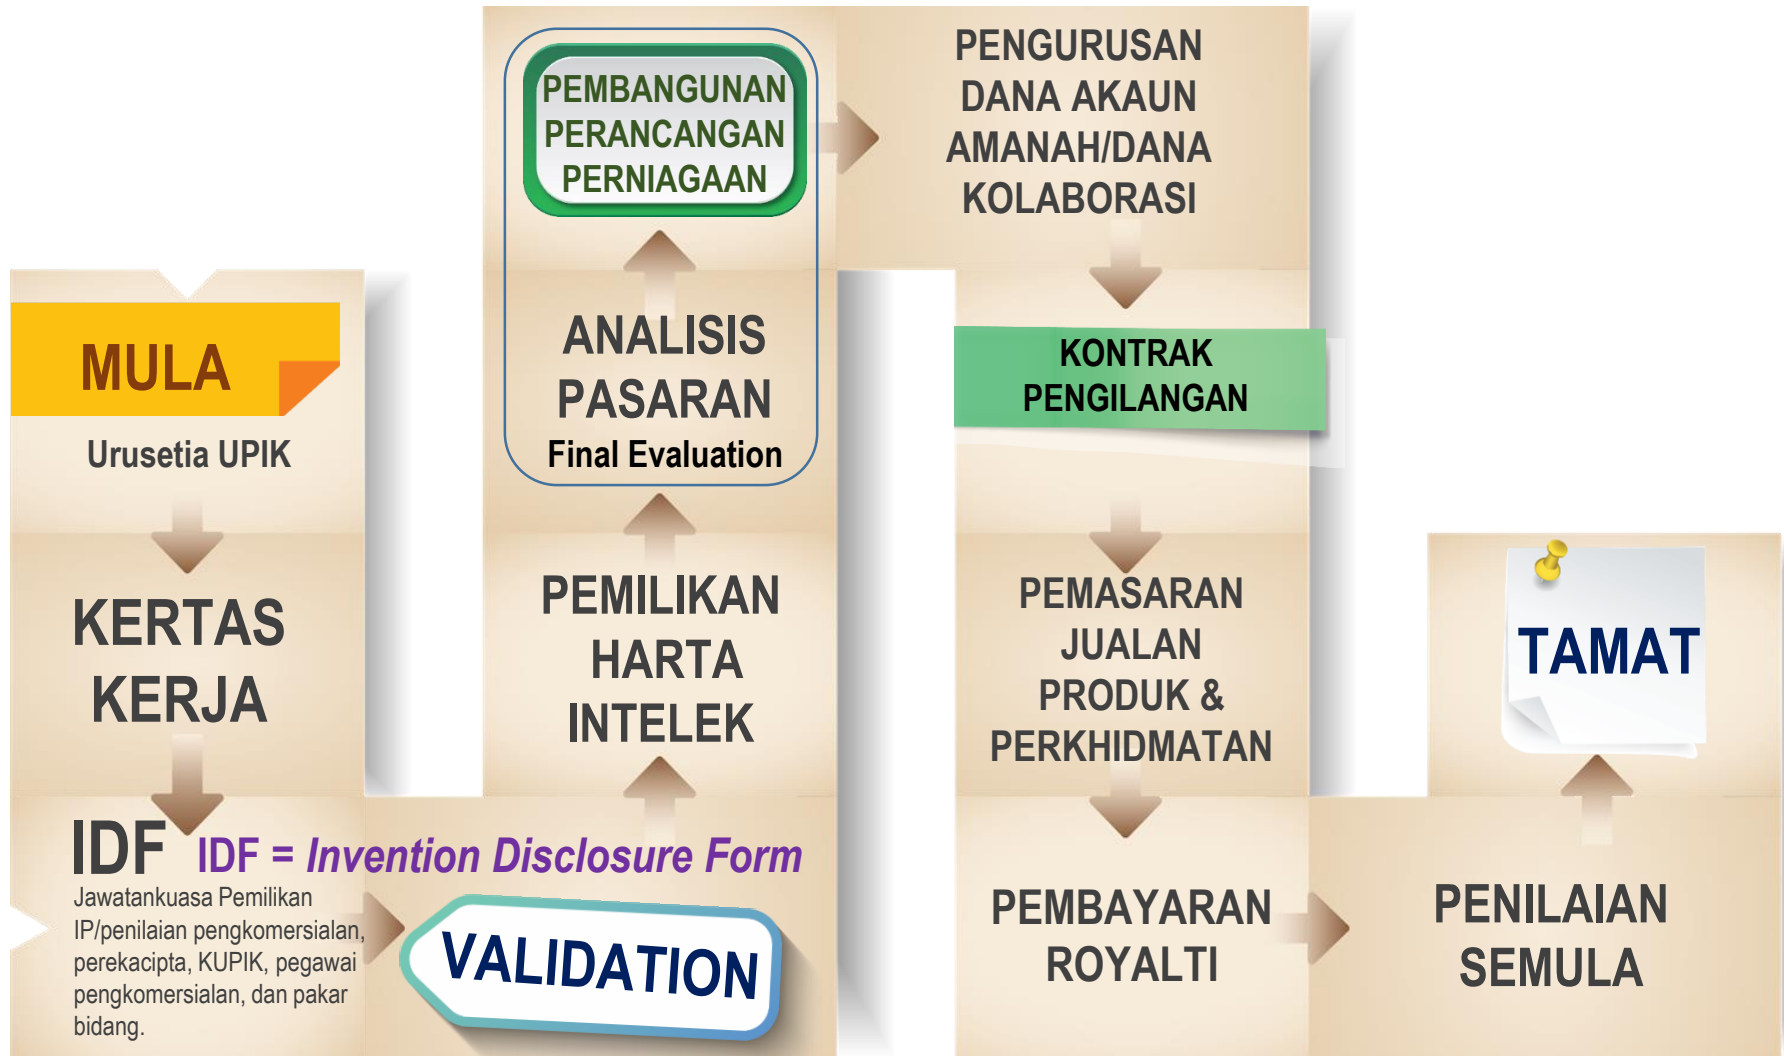 MULA
Urusetia UPIK
KERTAS
KERJA
IDF
IDF = Invention Disclosure Form
Jawatankuasa Pemilikan
IP/penilaian pengkomersialan,
perekacipta, KUPIK, pegawai
pengkomersialan, dan pakar
bidang.
VALIDATION
PEMILIKAN
HARTA
INTELEK
ANALISIS
PASARAN
Final Evaluation
PEMBANGUNAN
PERANCANGAN
PERNIAGAAN
PENGURUSAN
DANA AKAUN
AMANAH/DANA
KOLABORASI
KONTRAK
PENGILANGAN
PEMASARAN
JUALAN
PRODUK &
PERKHIDMATAN
PEMBAYARAN
ROYALTI
PENILAIAN
SEMULA
TAMAT